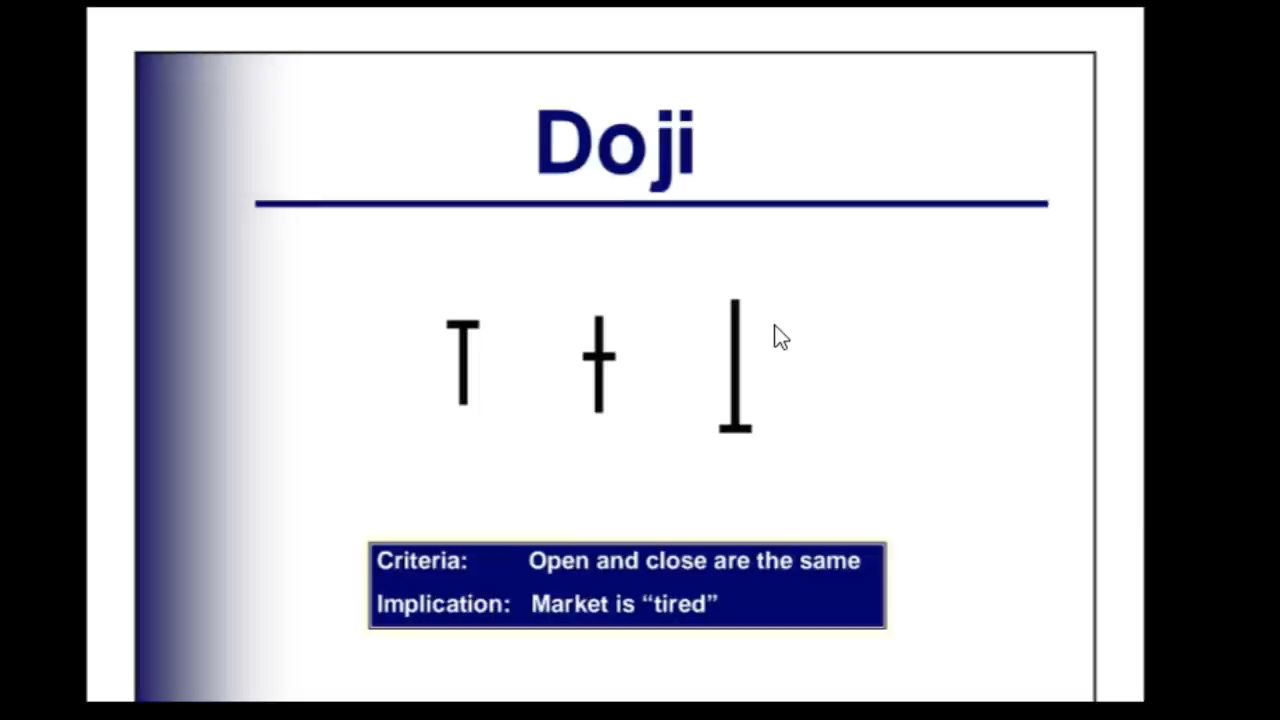 Doji
Criteria: Open and close are the same
Implication: Market is “tired”